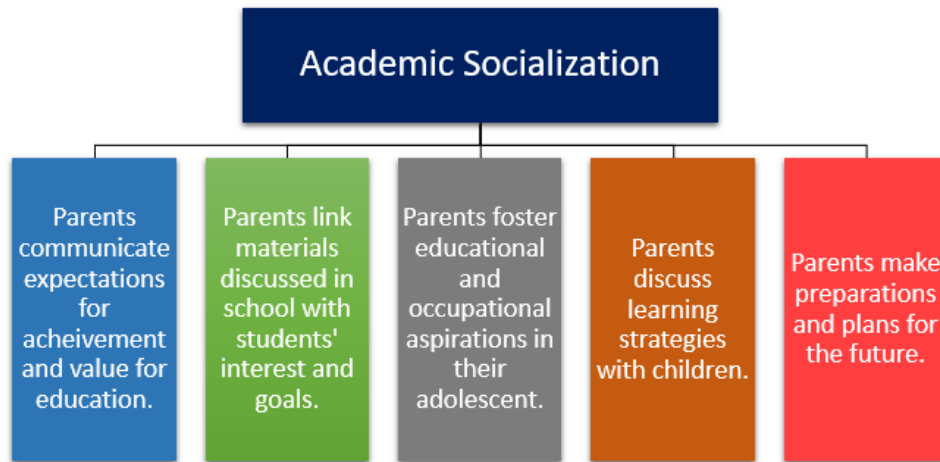 Academic Socialization
Parents
communicate
expectations
for
acheivement
and value for
education.
Parents link
materials
discussed in
school with
students'
interest and
goals.
Parents foster
educational
and
occupational
aspirations in
their
adolescent.
Parents
discuss
learning
strategies
with children.
Parents make
preparations
and plans for
the future.